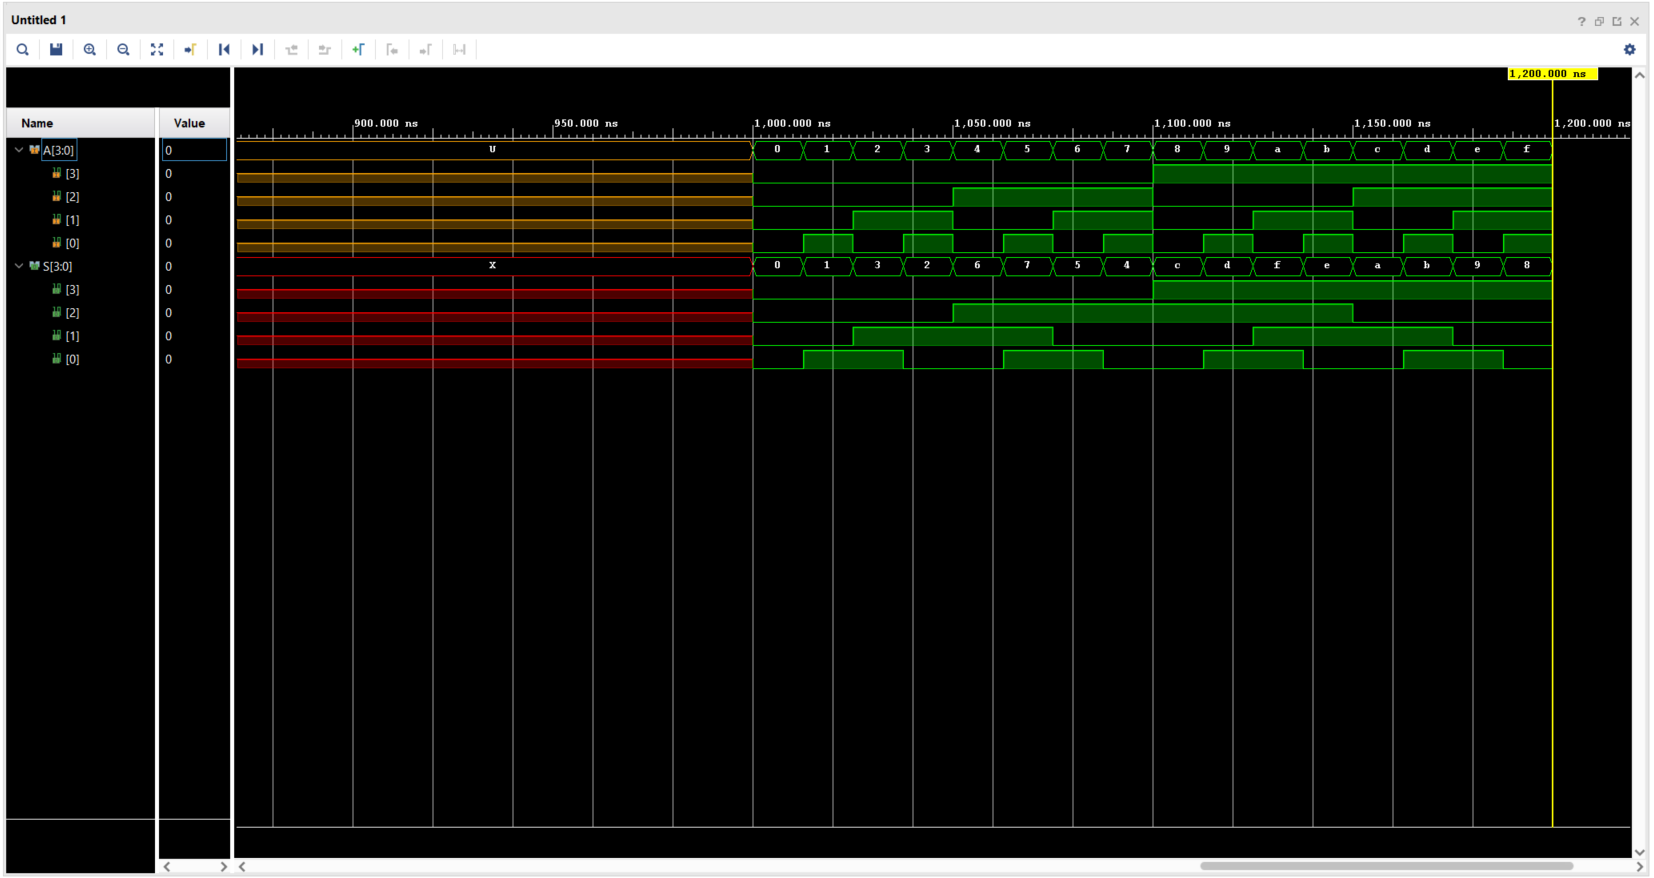 Untitled 1
?
1,200.000 ns
Name Value
900.000 ns 950.000 ns 1,000.000 ns 1,050.000 ns 1,100.000 ns 1,150.000 ns 1,200.000 ns
A[3:0] 0 U 0 1 2 3 4 5 6 7 8 9 a b c d e f
[3] 0
[2] 0
[1] 0
[0] 0
S[3:0] 0 X 0 1 3 2 6 7 5 4 c d f e a b 9 8
[3] 0
[2] 0
[1] 0
[0] 0